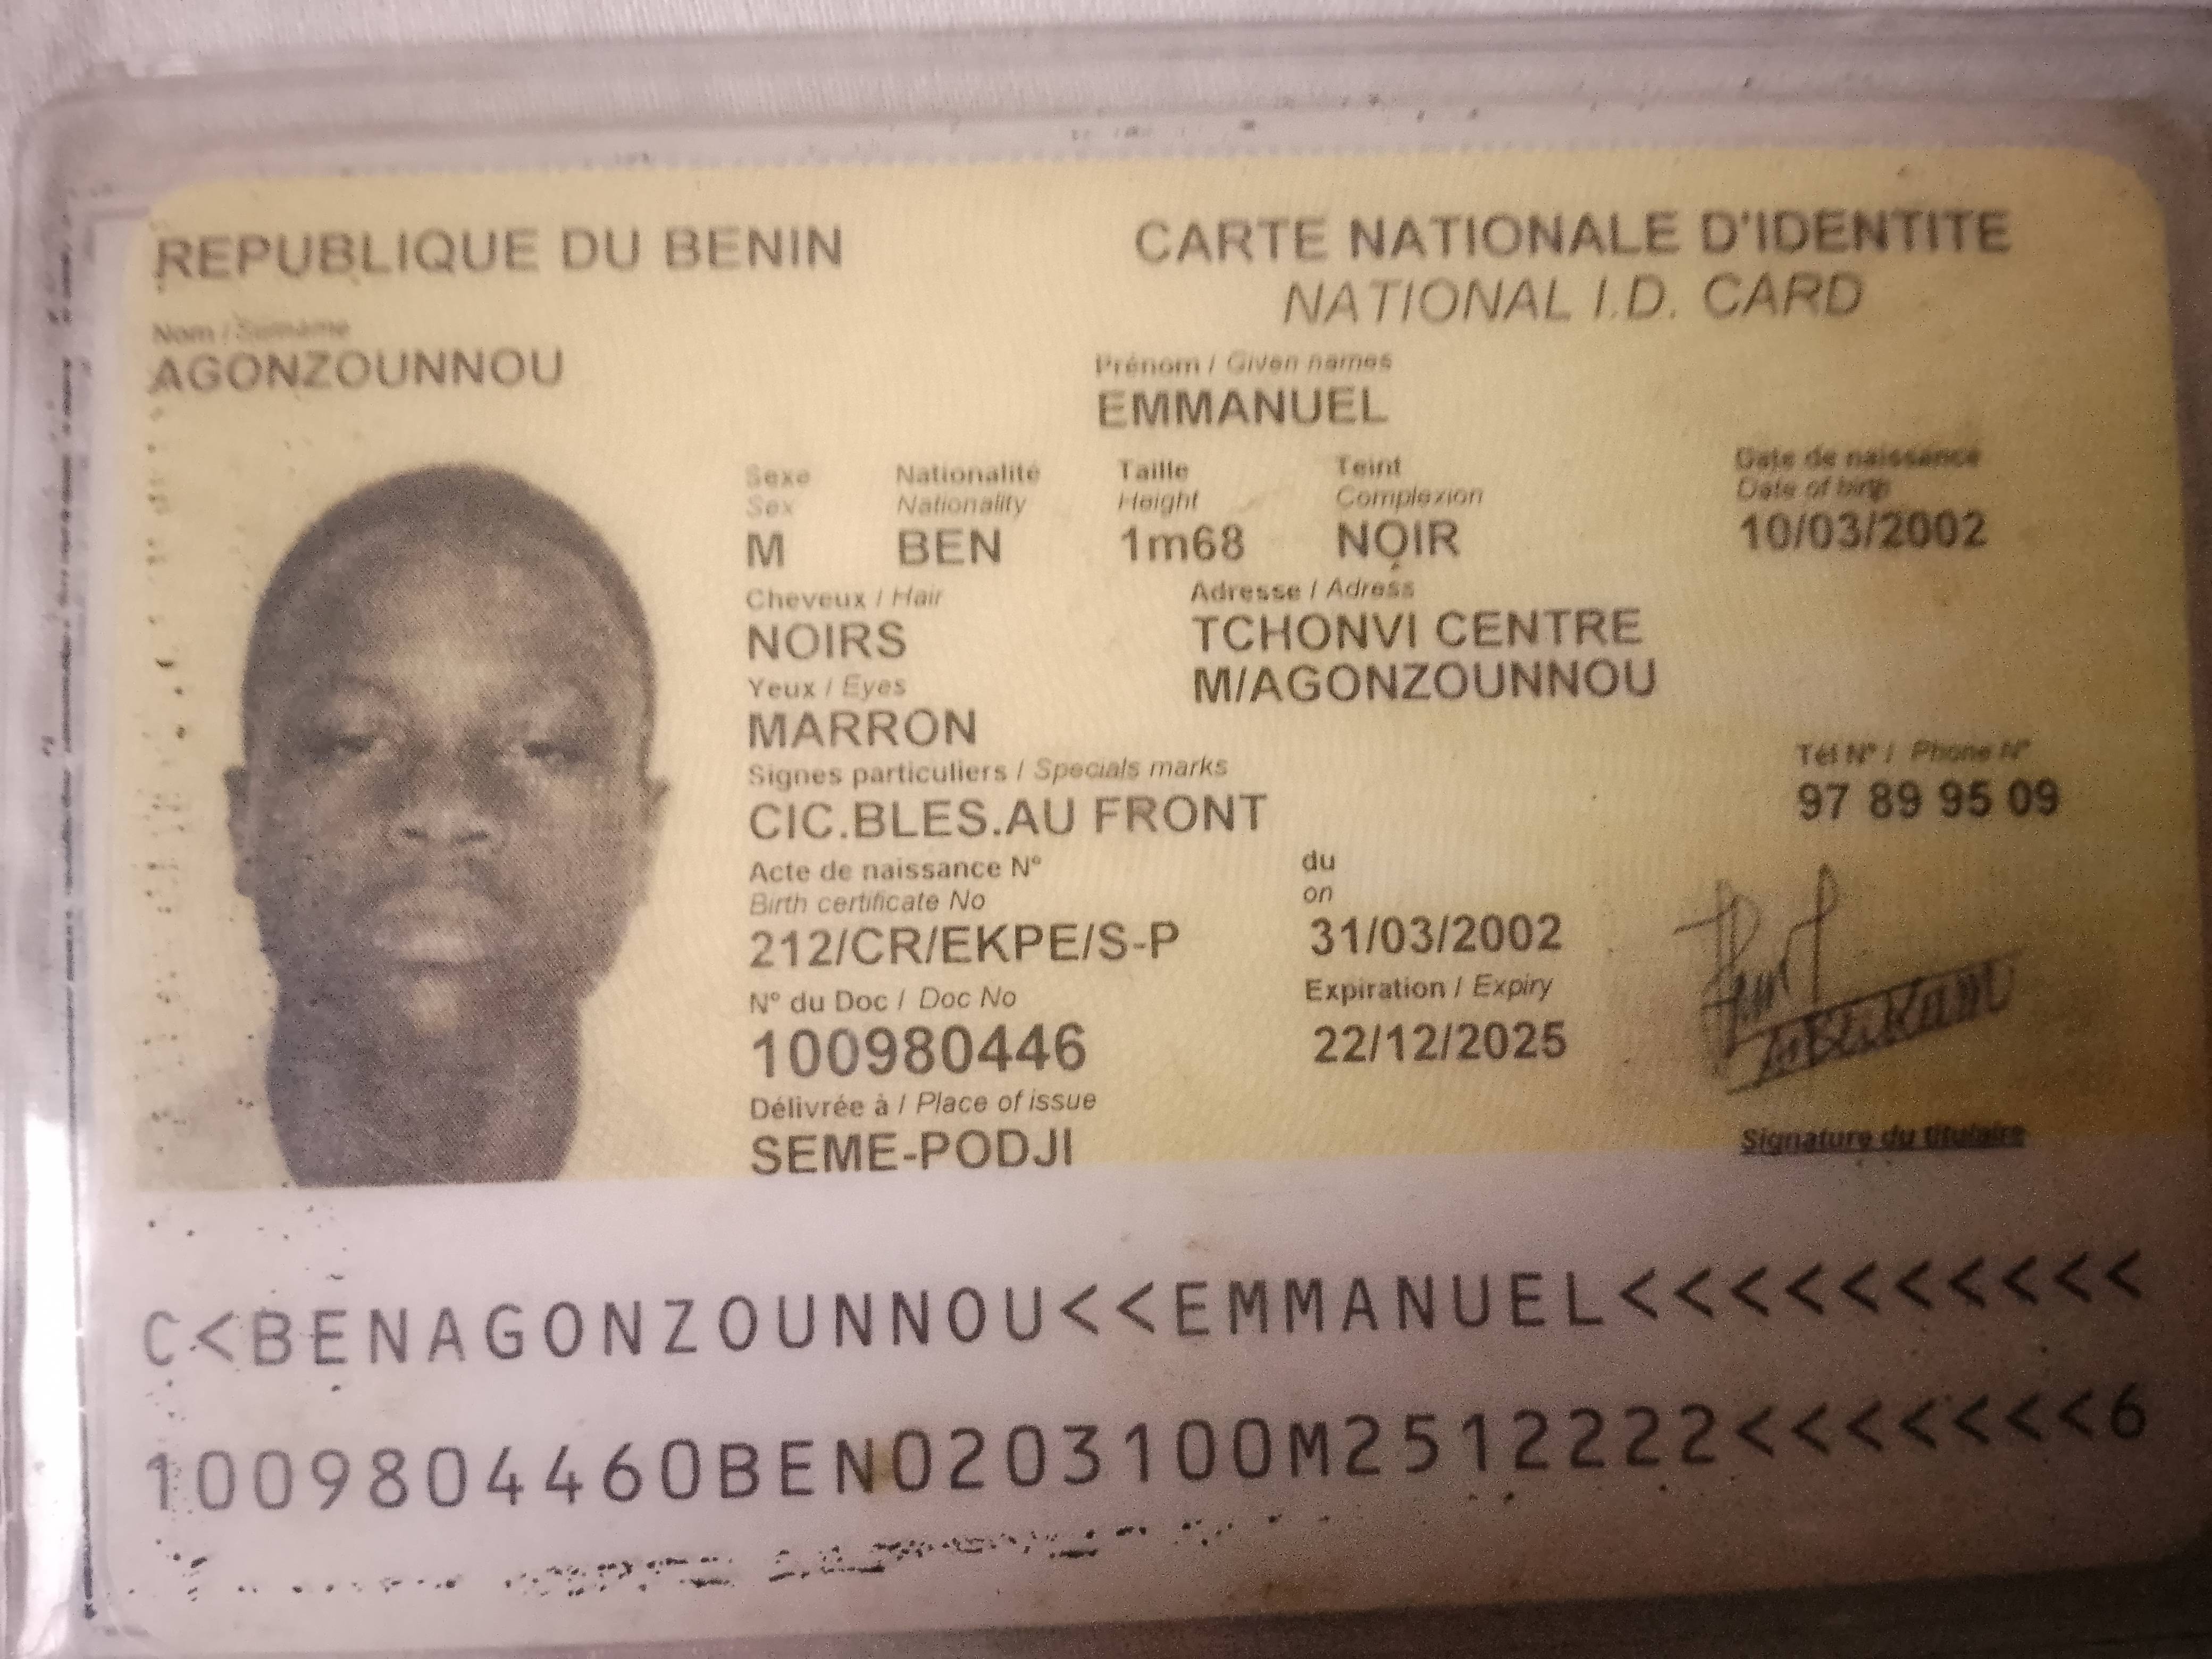 REPUBLIQUE DU BENIN
CARTE NATIONALE D'IDENTITE
NATIONAL I.D. CARD
Nom / Surname
AGONZOUNNOU
Prénom / Given names
EMMANUEL
Sexe Nationalité Taille Teint Date de naissance
Sex Nationality Height Complexion Date of birth
M BEN 1m68 NOIR 10/03/2002
Cheveux / Hair Adresse / Adress
NOIRS TCHONVI CENTRE
Yeux / Eyes M/AGONZOUNNOU
MARRON
Tél N° / Phone N°
97 89 95 09
Signes particuliers / Specials marks
CIC.BLES.AU FRONT
Acte de naissance N° du
Birth certificate No on
212/CR/EKPE/S-P 31/03/2002
N° du Doc / Doc No Expiration / Expiry
100980446 22/12/2025
Délivrée à / Place of issue
SEME-PODJI
Signature du titulaire
C<BENAGONZOUNNOU<<EMMANUEL<<<<<<<<<<
1009804460BEN0203100M2512222<<<<<<<6